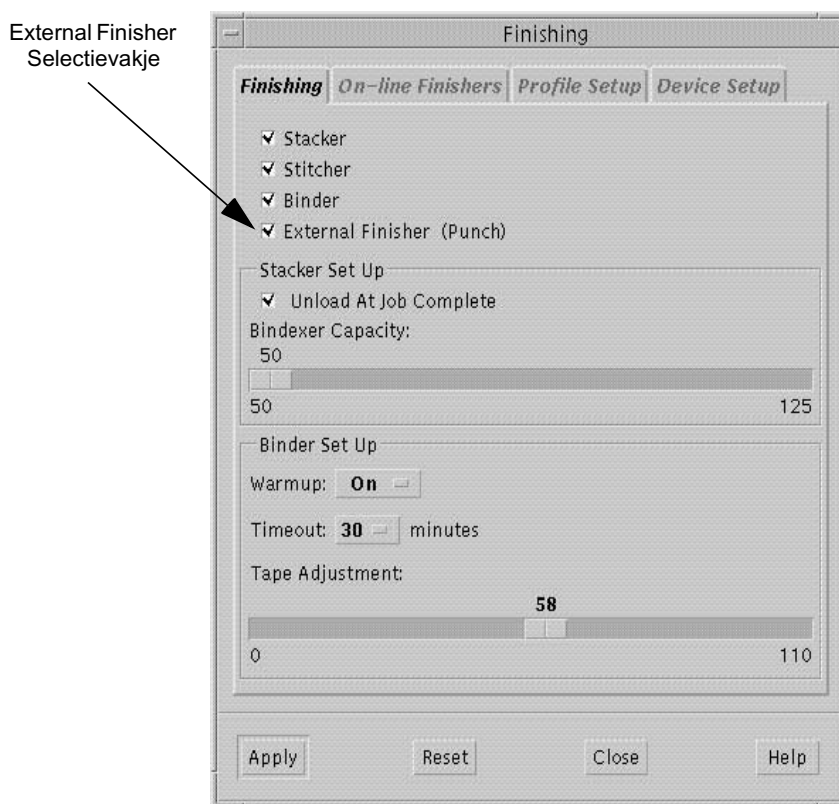 External Finisher
Selectievakje
Finishing
Finishing On-line Finishers Profile Setup Device Setup
Stacker
Stitcher
Binder
External Finisher (Punch)
Stacker Set Up
Unload At Job Complete
Bindexer Capacity:
50
50 125
Binder Set Up
Warmup: On
Timeout: 30 minutes
Tape Adjustment:
58
0 110
Apply Reset Close Help